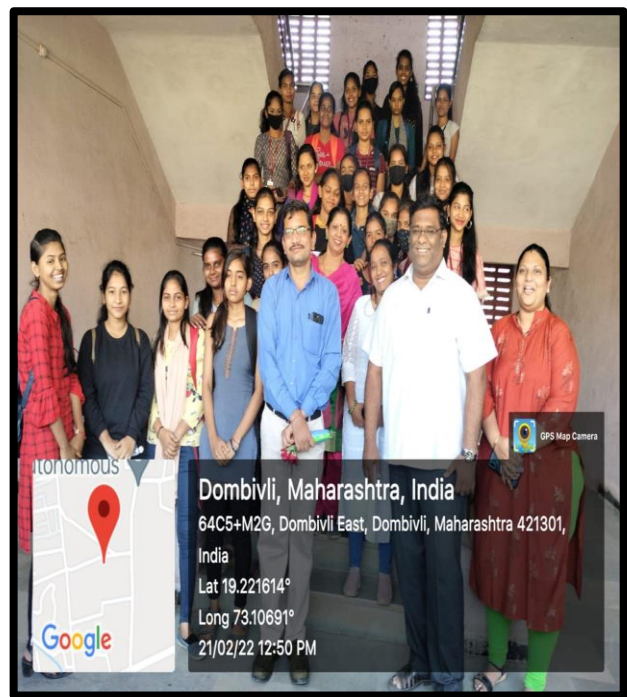 GPS Map Camera
tonomous
Google
Dombivli, Maharashtra, India
64C5+M2G, Dombivli East, Dombivli, Maharashtra 421301,
India
Lat 19.221614°
Long 73.10691°
21/02/22 12:50 PM